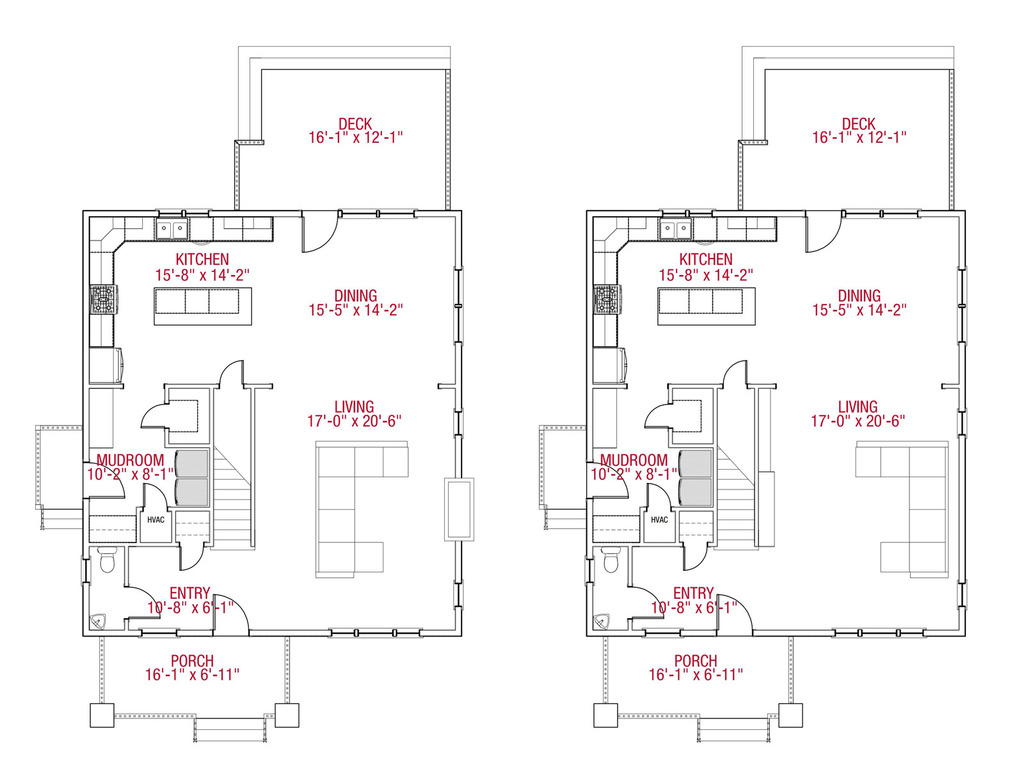 DECK
16'-1" x 12'-1"
KITCHEN
15'-8" x 14'-2"
DINING
15'-5" x 14'-2"
LIVING
17'-0" x 20'-6"
MUDROOM
10'-2" x 8'-1"
HVAC
ENTRY
10'-8" x 6'-1"
PORCH
16'-1" x 6'-11"
DECK
16'-1" x 12'-1"
KITCHEN
15'-8" x 14'-2"
DINING
15'-5" x 14'-2"
LIVING
17'-0" x 20'-6"
MUDROOM
10'-2" x 8'-1"
HVAC
ENTRY
10'-8" x 6'-1"
PORCH
16'-1" x 6'-11"